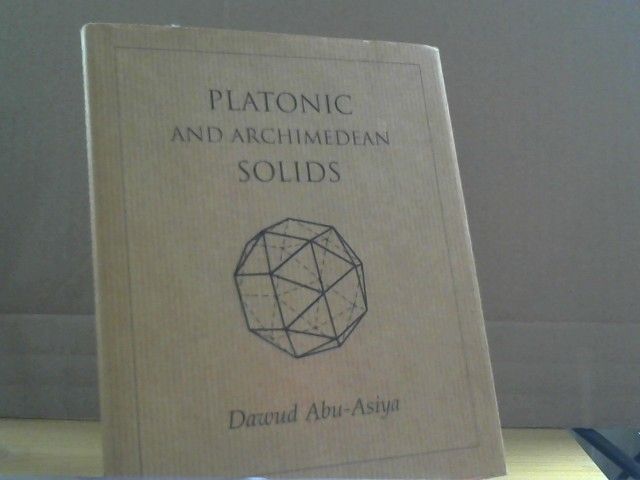 PLATONIC
AND ARCHIMEDEAN
SOLIDS
Dawud Abu-Asiya